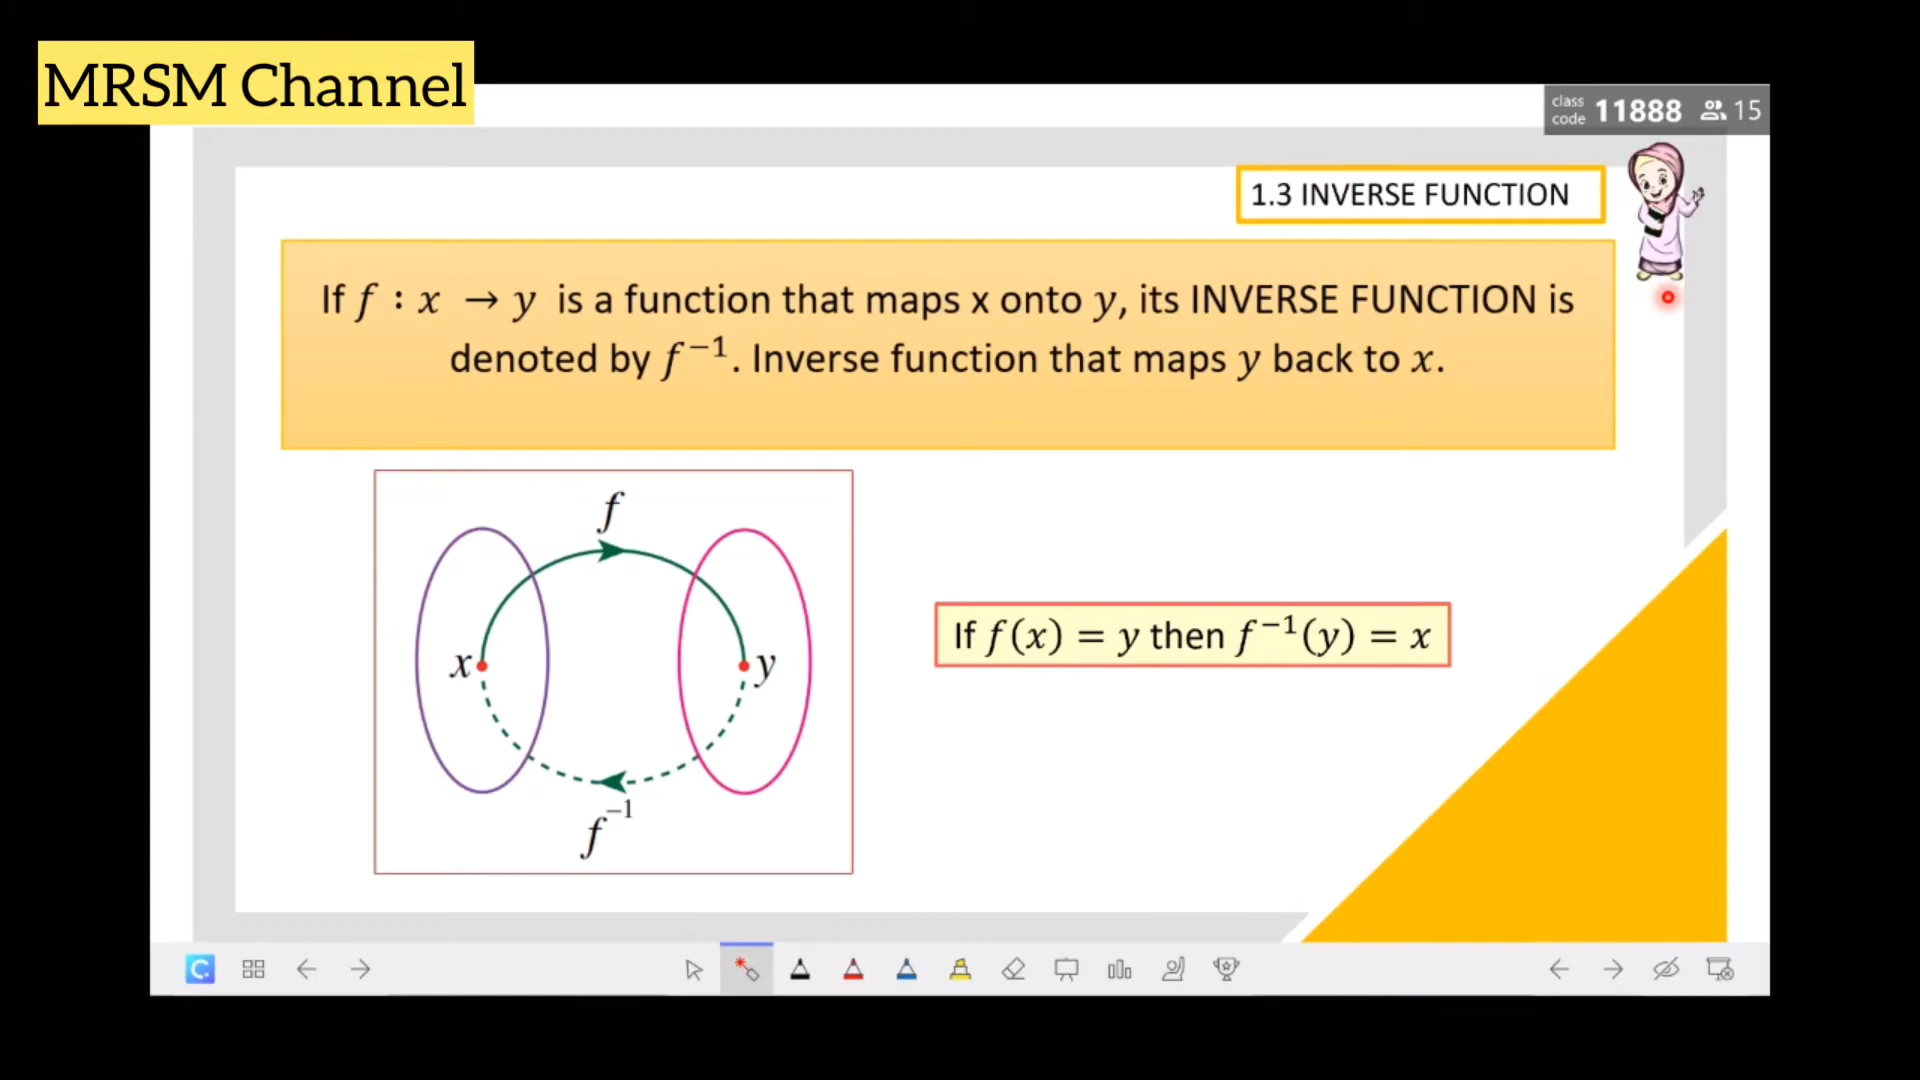 MRSM Channel
class code 11888 15
1.3 INVERSE FUNCTION
If f : x → y is a function that maps x onto y, its INVERSE FUNCTION is
denoted by f⁻¹. Inverse function that maps y back to x.
f
x y
f⁻¹
If f(x) = y then f⁻¹(y) = x
C.